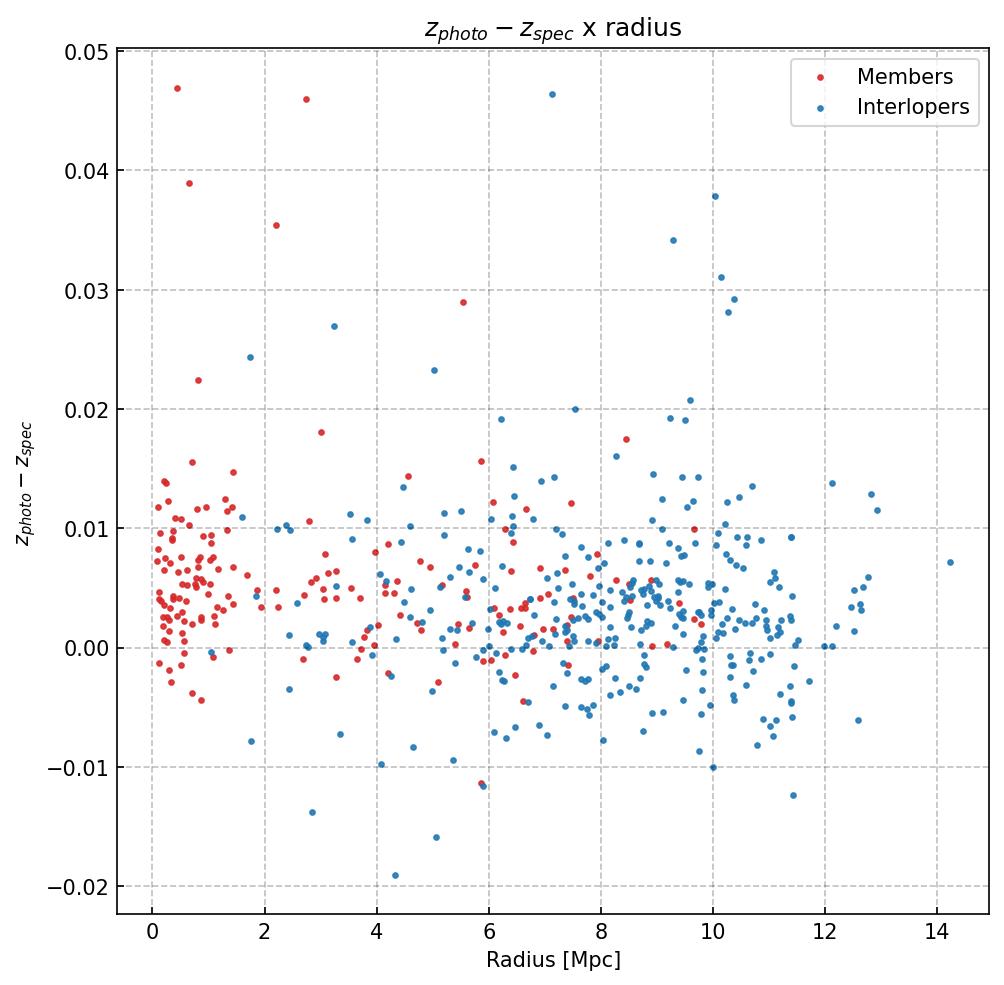 z_photo − z_spec x radius
Members
Interlopers
0.05
0.04
0.03
0.02
0.01
0.00
−0.01
−0.02
z_photo − z_spec
0 2 4 6 8 10 12 14
Radius [Mpc]